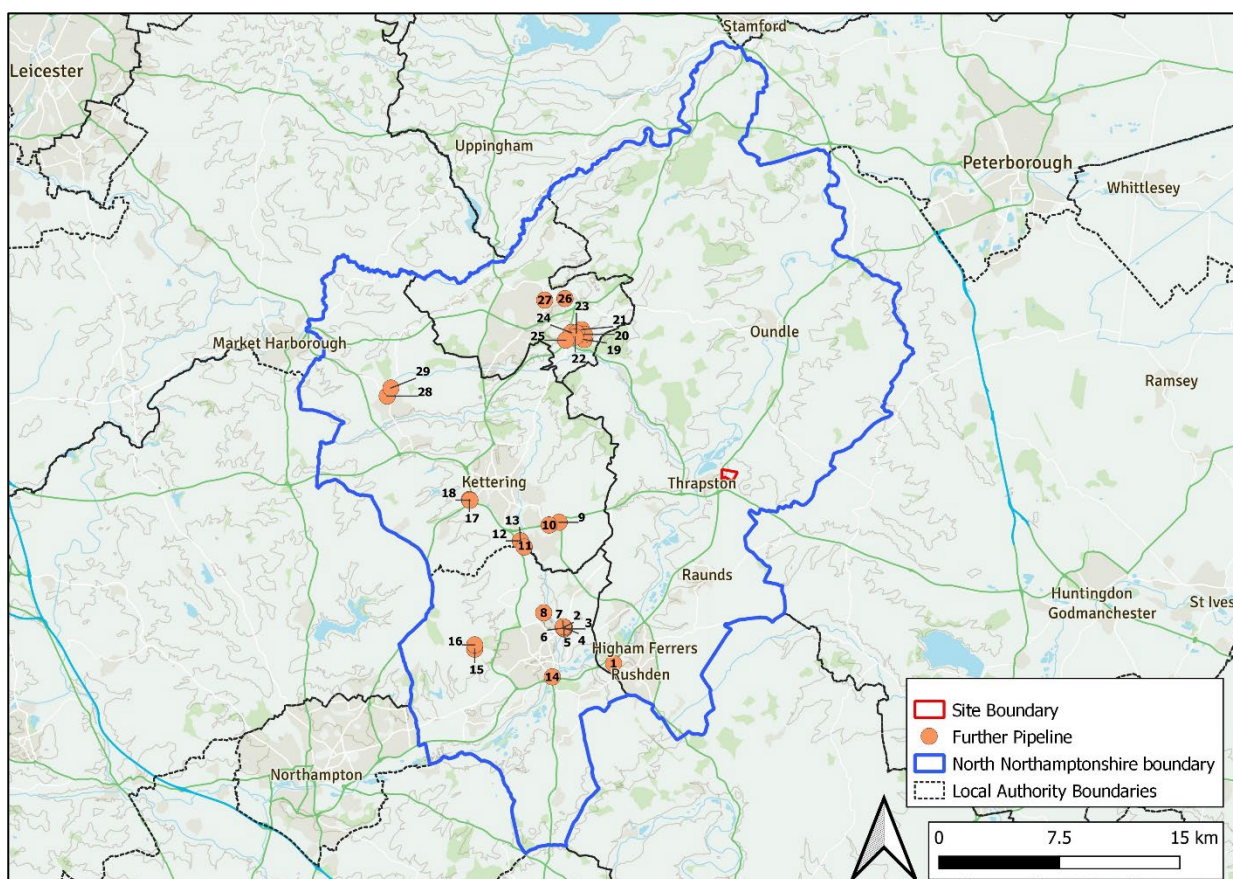 Stamford
Leicester
Uppingham
Peterborough
Whittlesey
27 26
23
24
21
20
25
19
22
Market Harborough
Oundle
29
28
Ramsey
Kettering
Thrapston
18
17
13
10
9
12
11
Raunds
Huntingdon
Godmanchester
St Ives
8
7
2
3
6
5
4
16
15
Higham Ferrers
1
Rushden
14
Northampton
Site Boundary
Further Pipeline
North Northamptonshire boundary
Local Authority Boundaries
0 7.5 15 km